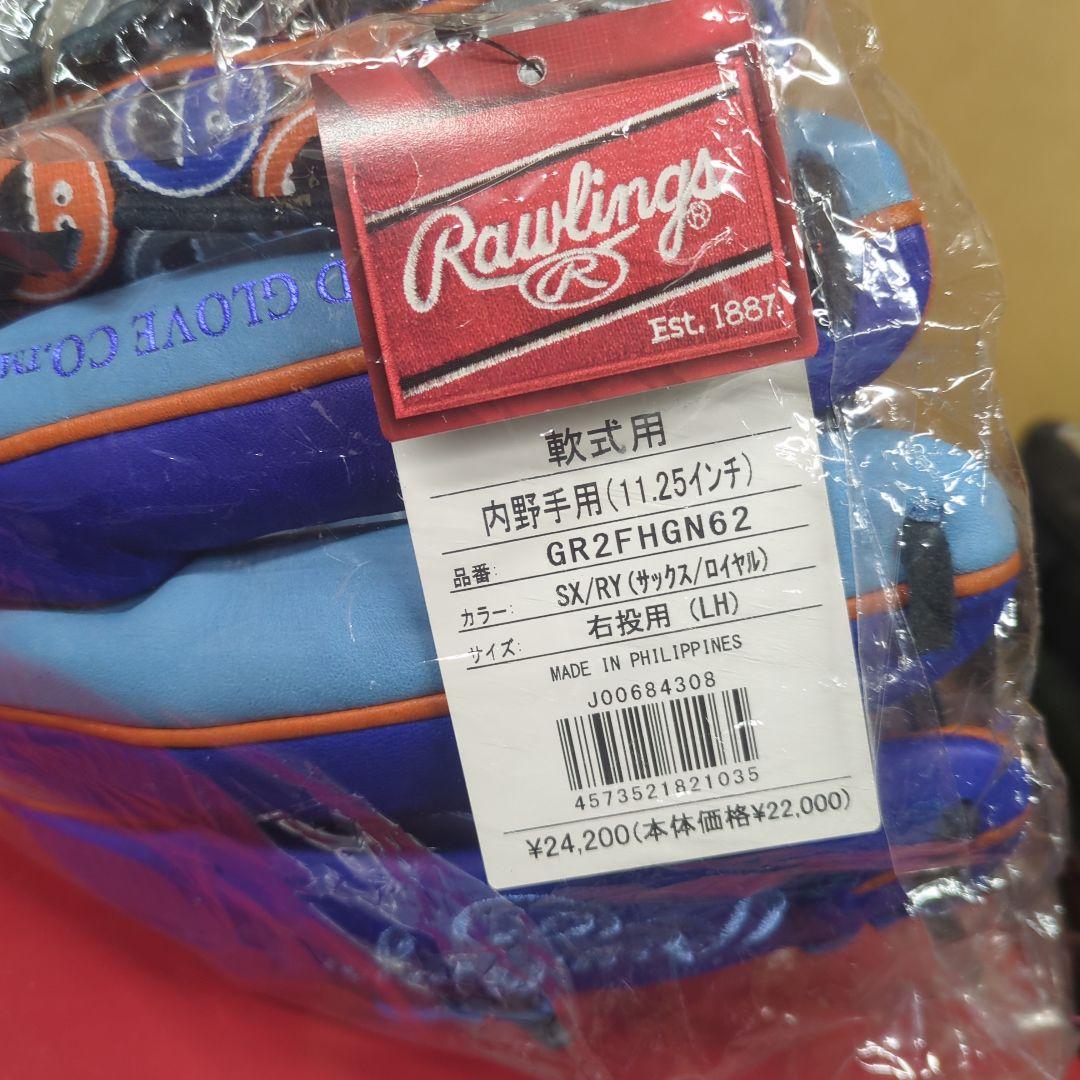 Rawlings®
R
Est. 1887
D GLOVE CO.™
軟式用
内野手用(11.25インチ)
品番: GR2FHGN62
カラー: SX/RY(サックス/ロイヤル)
サイズ: 右投用 (LH)
MADE IN PHILIPPINES
J00684308
4573521821035
¥24,200(本体価格¥22,000)